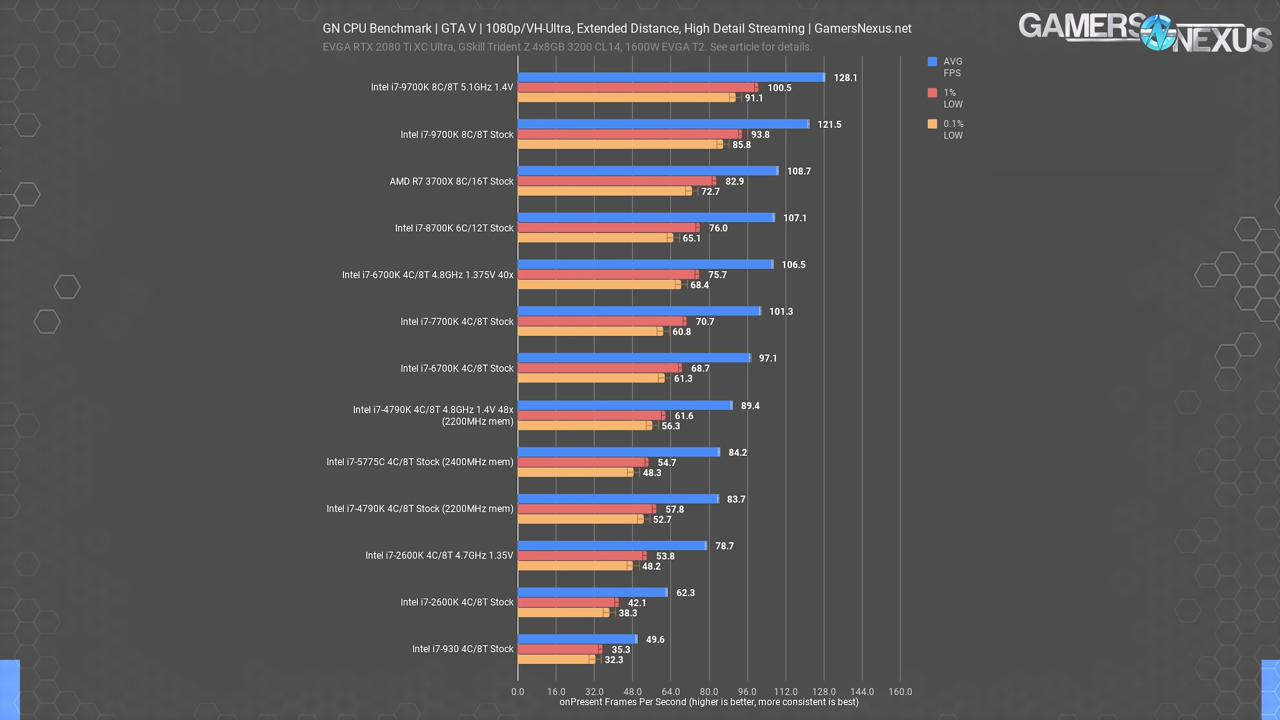 GN CPU Benchmark | GTA V | 1080p/VH-Ultra, Extended Distance, High Detail Streaming | GamersNexus.net
EVGA RTX 2080 Ti XC Ultra, GSkill Trident Z 4x8GB 3200 CL14, 1600W EVGA T2. See article for details.
GAMERS NEXUS
AVG
FPS
1%
LOW
0.1%
LOW
Intel i7-9700K 8C/8T 5.1GHz 1.4V
128.1
100.5
91.1
Intel i7-9700K 8C/8T Stock
121.5
93.8
85.8
AMD R7 3700X 8C/16T Stock
108.7
82.9
72.7
Intel i7-8700K 6C/12T Stock
107.1
76.0
65.1
Intel i7-6700K 4C/8T 4.8GHz 1.375V 40x
106.5
75.7
68.4
Intel i7-7700K 4C/8T Stock
101.3
70.7
60.8
Intel i7-6700K 4C/8T Stock
97.1
68.7
61.3
Intel i7-4790K 4C/8T 4.8GHz 1.4V 48x
(2200MHz mem)
89.4
61.6
56.3
Intel i7-5775C 4C/8T Stock (2400MHz mem)
84.2
54.7
48.3
Intel i7-4790K 4C/8T Stock (2200MHz mem)
83.7
57.8
52.7
Intel i7-2600K 4C/8T 4.7GHz 1.35V
78.7
53.8
48.2
Intel i7-2600K 4C/8T Stock
62.3
42.1
38.3
Intel i7-930 4C/8T Stock
49.6
35.3
32.3
0.0 16.0 32.0 48.0 64.0 80.0 96.0 112.0 128.0 144.0 160.0
onPresent Frames Per Second (higher is better, more consistent is best)